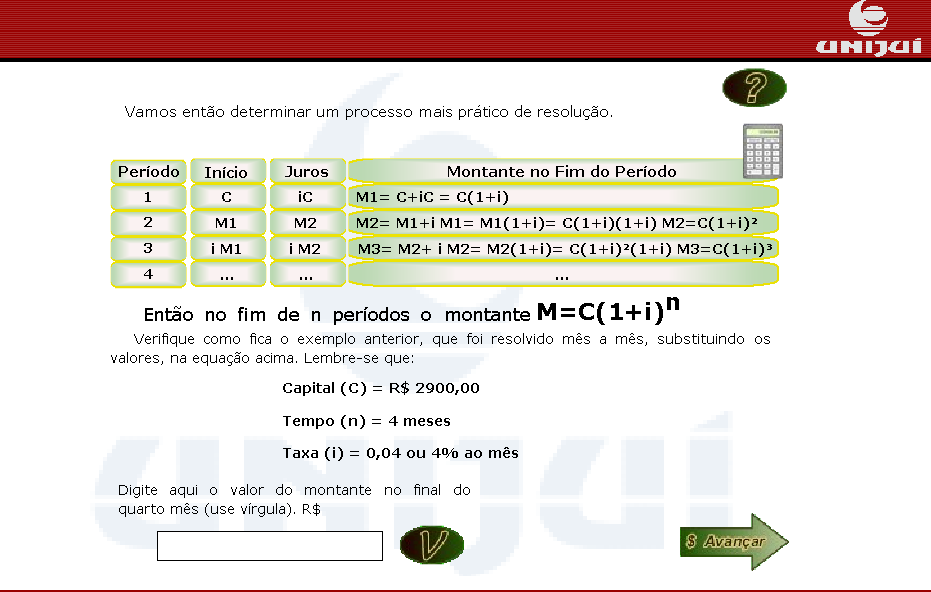 UNIJUÍ
?
Vamos então determinar um processo mais prático de resolução.
Período Início Juros Montante no Fim do Período
1 C iC M1= C+iC = C(1+i)
2 M1 M2 M2= M1+i M1= M1(1+i)= C(1+i)(1+i) M2=C(1+i)²
3 i M1 i M2 M3= M2+ i M2= M2(1+i)= C(1+i)²(1+i) M3=C(1+i)³
4 ... ... ...
Então no fim de n períodos o montante M=C(1+i)ⁿ
Verifique como fica o exemplo anterior, que foi resolvido mês a mês, substituindo os
valores, na equação acima. Lembre-se que:
Capital (C) = R$ 2900,00
Tempo (n) = 4 meses
Taxa (i) = 0,04 ou 4% ao mês
Digite aqui o valor do montante no final do
quarto mês (use vírgula). R$
V
$ Avançar
UNIJUÍ